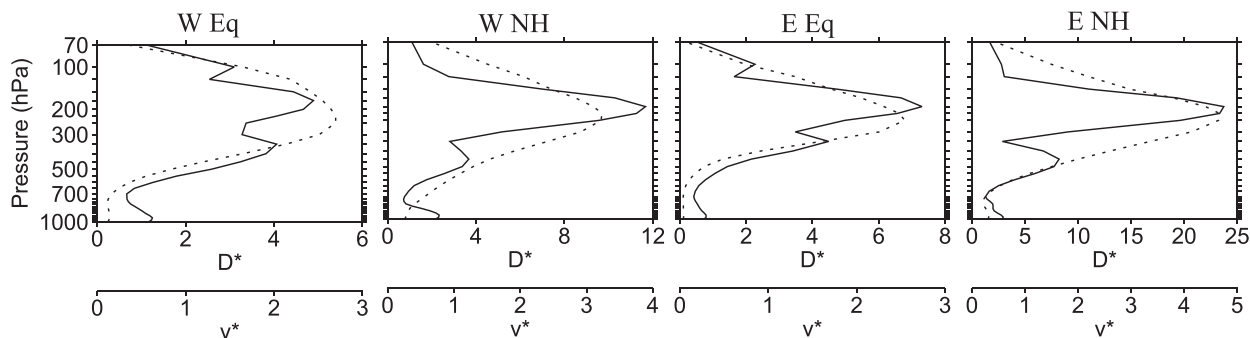 W Eq W NH E Eq E NH
Pressure (hPa)
70
100
200
300
500
700
1000
0 2 4 6 0 4 8 12 0 2 4 6 8 0 5 10 15 20 25
D* D* D* D*
0 1 2 3 0 1 2 3 4 0 1 2 3 0 1 2 3 4 5
v* v* v* v*